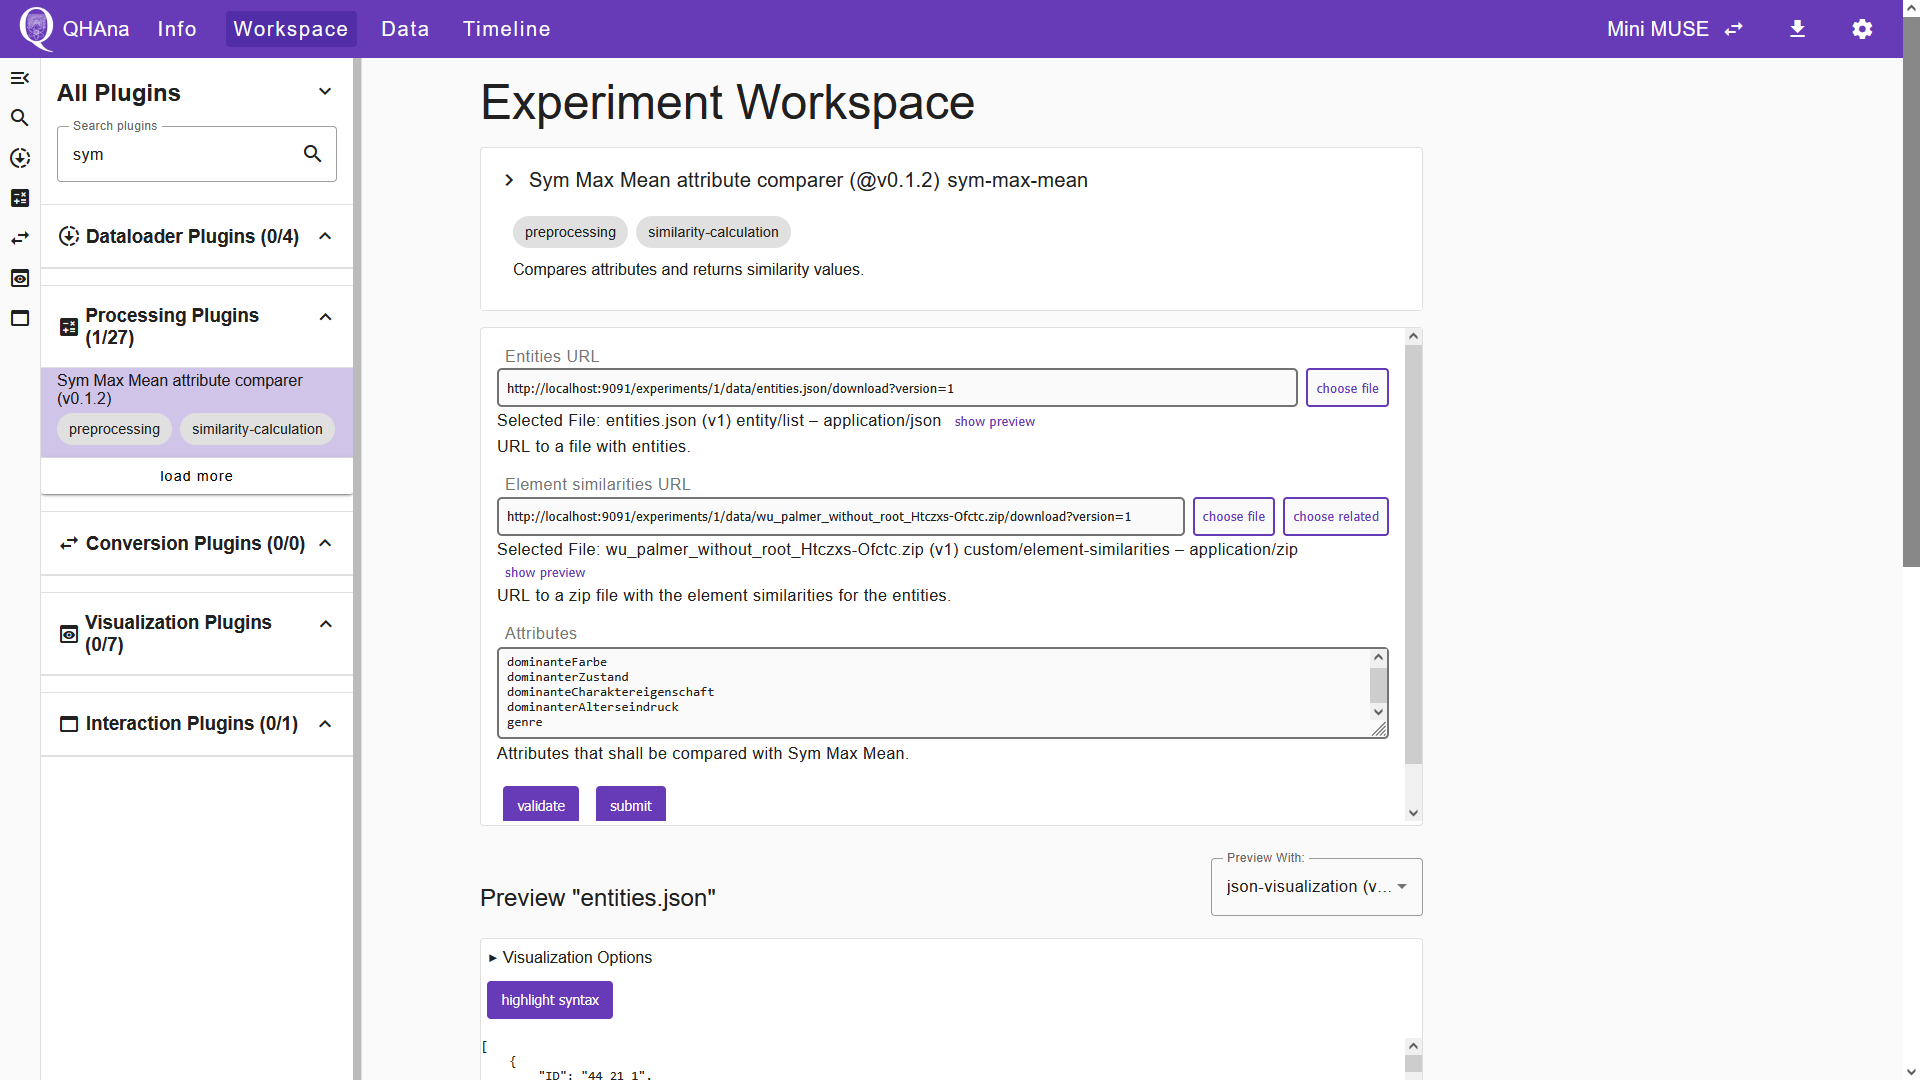 QHAna Info Workspace Data Timeline Mini MUSE
All Plugins
Search plugins
sym
Dataloader Plugins (0/4)
Processing Plugins
(1/27)
Sym Max Mean attribute comparer
(v0.1.2)
preprocessing similarity-calculation
load more
Conversion Plugins (0/0)
Visualization Plugins
(0/7)
Interaction Plugins (0/1)
Experiment Workspace
Sym Max Mean attribute comparer (@v0.1.2) sym-max-mean
preprocessing similarity-calculation
Compares attributes and returns similarity values.
Entities URL
http://localhost:9091/experiments/1/data/entities.json/download?version=1 choose file
Selected File: entities.json (v1) entity/list – application/json show preview
URL to a file with entities.
Element similarities URL
http://localhost:9091/experiments/1/data/wu_palmer_without_root_Htczxs-Ofctc.zip/download?version=1 choose file choose related
Selected File: wu_palmer_without_root_Htczxs-Ofctc.zip (v1) custom/element-similarities – application/zip
show preview
URL to a zip file with the element similarities for the entities.
Attributes
dominanteFarbe
dominanterZustand
dominanteCharaktereigenschaft
dominanterAlterseindruck
genre
Attributes that shall be compared with Sym Max Mean.
validate submit
Preview "entities.json"
Preview With:
json-visualization (v...
Visualization Options
highlight syntax
[
{
"ID": "44_21_1",